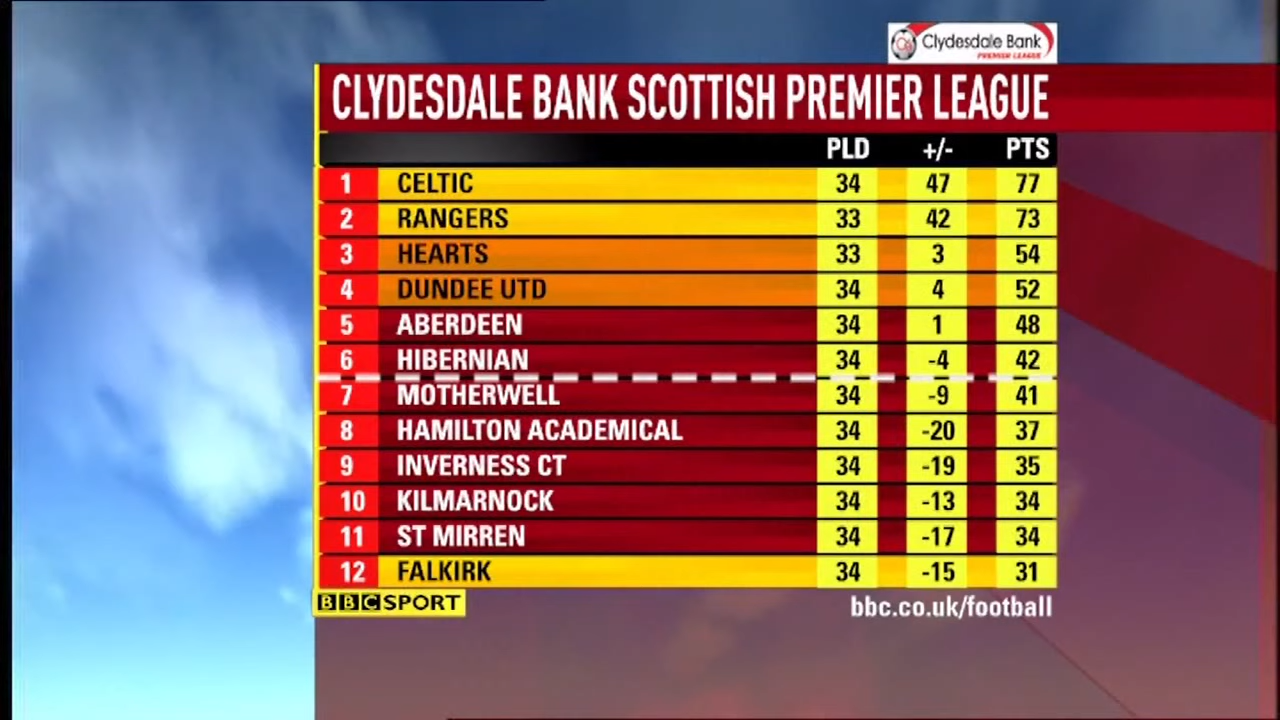 Clydesdale Bank
PREMIER LEAGUE
CLYDESDALE BANK SCOTTISH PREMIER LEAGUE
PLD +/- PTS
1 CELTIC 34 47 77
2 RANGERS 33 42 73
3 HEARTS 33 3 54
4 DUNDEE UTD 34 4 52
5 ABERDEEN 34 1 48
6 HIBERNIAN 34 -4 42
7 MOTHERWELL 34 -9 41
8 HAMILTON ACADEMICAL 34 -20 37
9 INVERNESS CT 34 -19 35
10 KILMARNOCK 34 -13 34
11 ST MIRREN 34 -17 34
12 FALKIRK 34 -15 31
BBC SPORT bbc.co.uk/football